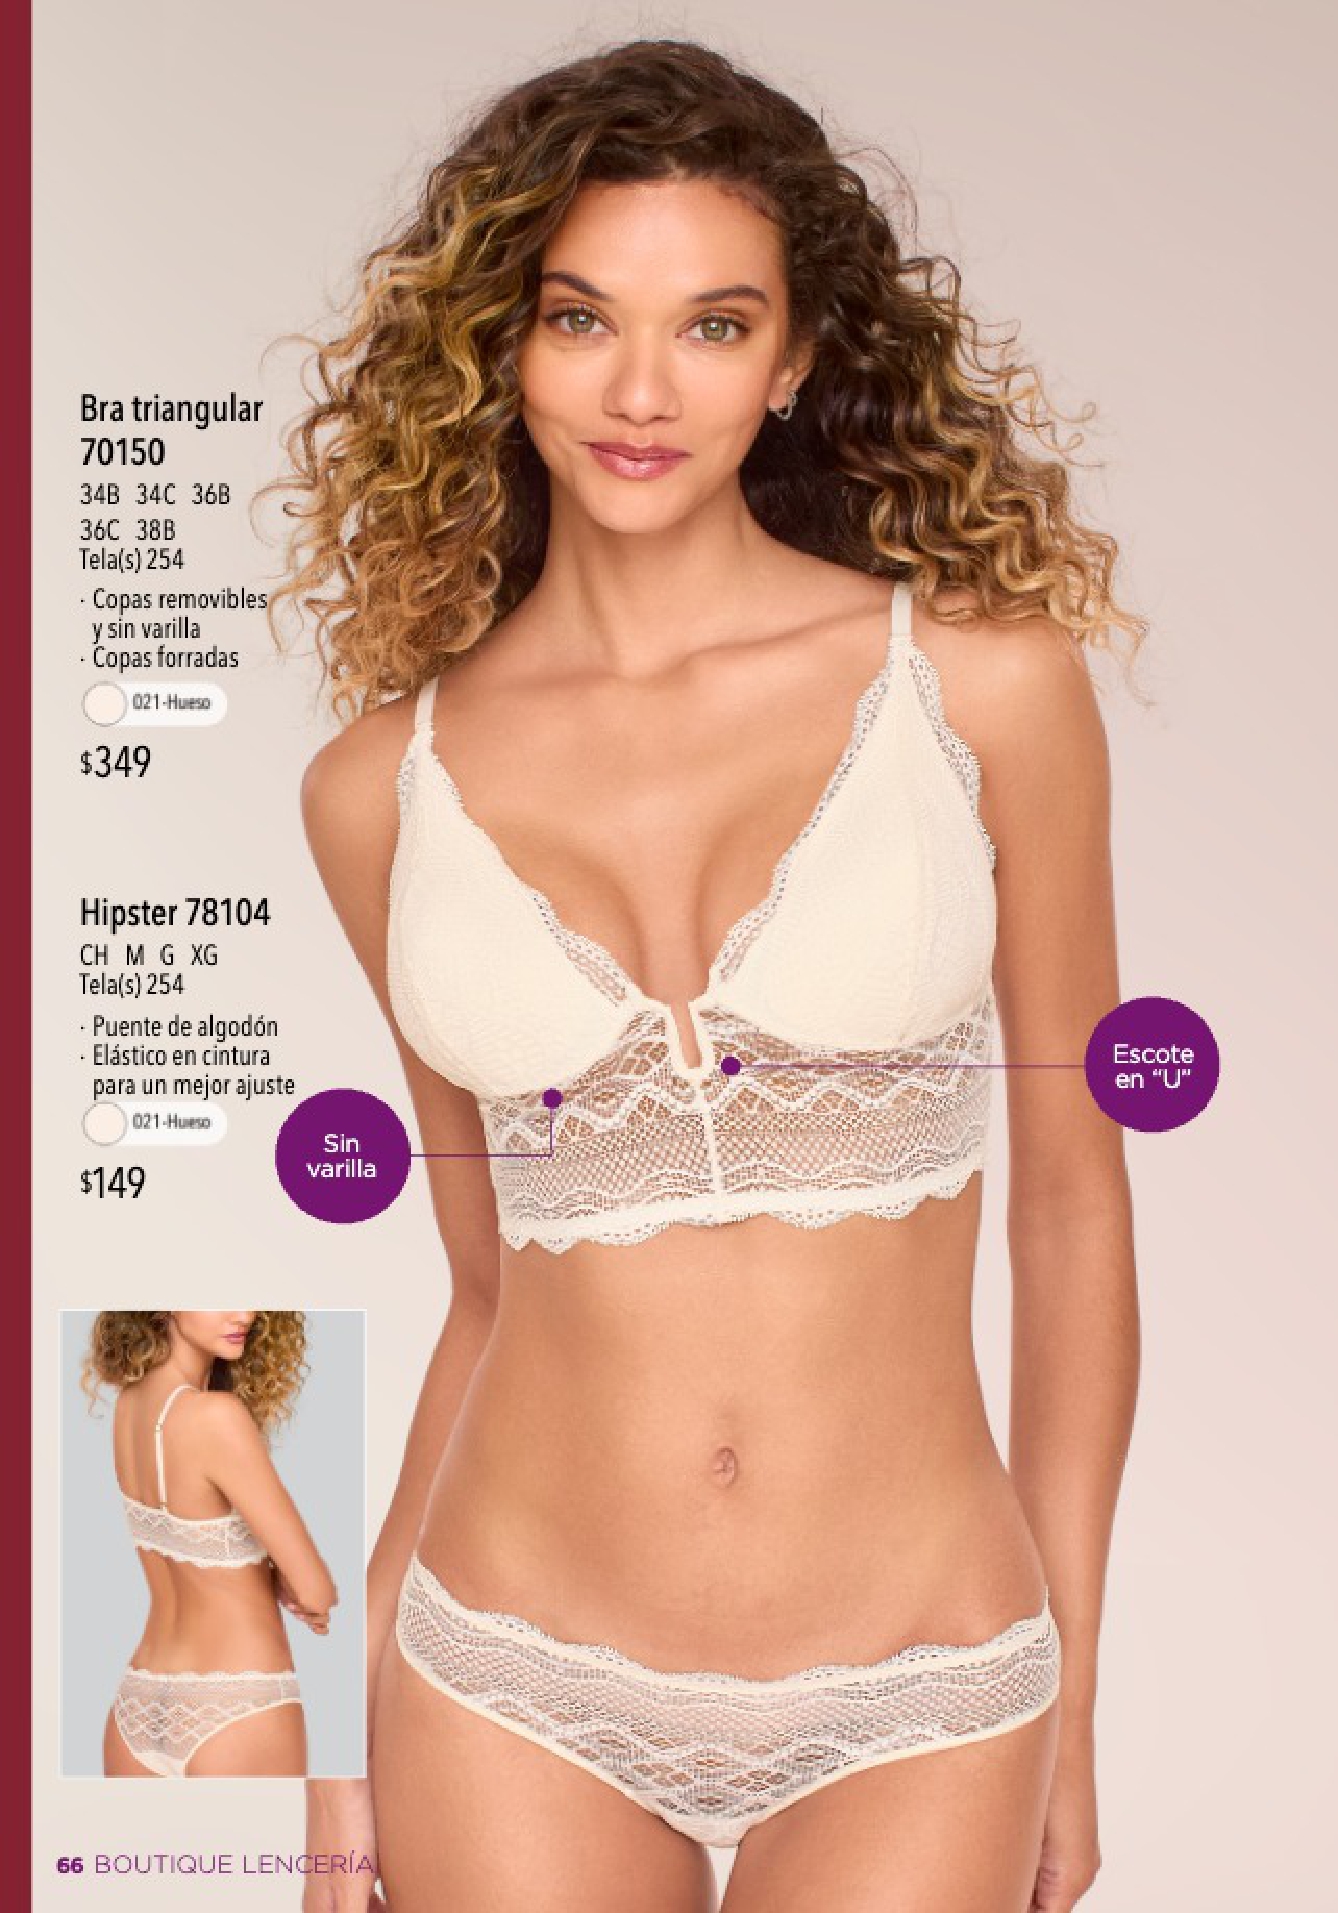 Bra triangular
70150
34B 34C 36B
36C 38B
Tela(s) 254
· Copas removibles
y sin varilla
· Copas forradas
021-Hueso
$349
Hipster 78104
CH M G XG
Tela(s) 254
· Puente de algodón
· Elástico en cintura
para un mejor ajuste
021-Hueso
$149
Sin
varilla
Escote
en “U”
66 BOUTIQUE LENCERÍA